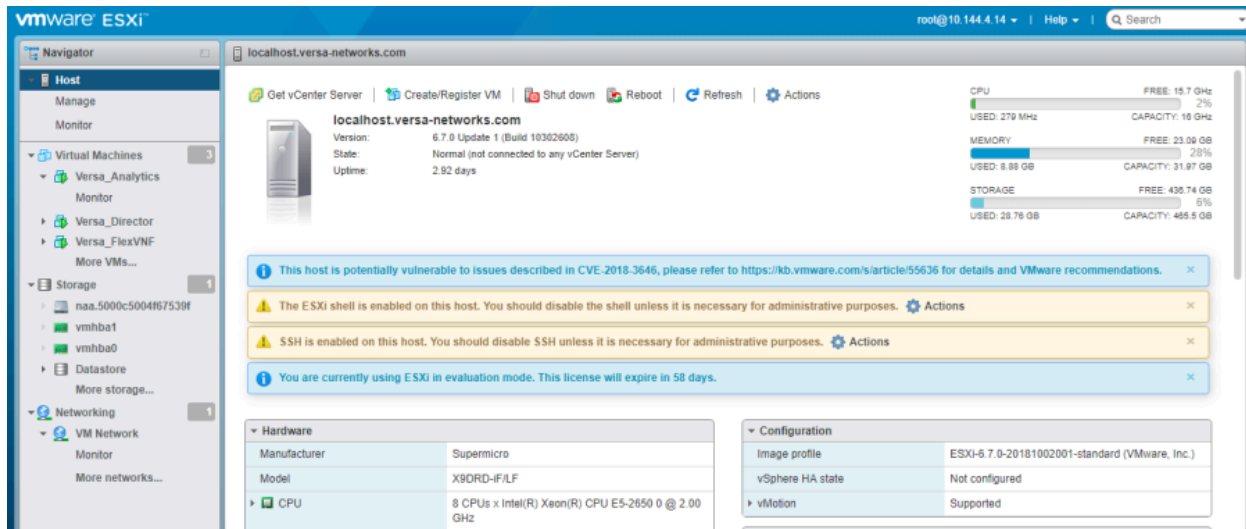 vmware ESXi™
root@10.144.4.14 | Help | Search
Navigator
Host
Manage
Monitor
Virtual Machines 3
Versa_Analytics
Monitor
Versa_Director
Versa_FlexVNF
More VMs...
Storage 1
naa.5000c5004f67539f
vmhba1
vmhba0
Datastore
More storage...
Networking 1
VM Network
Monitor
More networks...
localhost.versa-networks.com
Get vCenter Server | Create/Register VM | Shut down Reboot | Refresh | Actions
localhost.versa-networks.com
Version: 6.7.0 Update 1 (Build 10302608)
State: Normal (not connected to any vCenter Server)
Uptime: 2.92 days
CPU FREE: 15.7 GHz
2%
USED: 279 MHz CAPACITY: 16 GHz
MEMORY FREE: 23.09 GB
28%
USED: 8.88 GB CAPACITY: 31.97 GB
STORAGE FREE: 436.74 GB
6%
USED: 28.76 GB CAPACITY: 465.5 GB
This host is potentially vulnerable to issues described in CVE-2018-3646, please refer to https://kb.vmware.com/s/article/55636 for details and VMware recommendations.
The ESXi shell is enabled on this host. You should disable the shell unless it is necessary for administrative purposes. Actions
SSH is enabled on this host. You should disable SSH unless it is necessary for administrative purposes. Actions
You are currently using ESXi in evaluation mode. This license will expire in 58 days.
Hardware
Manufacturer Supermicro
Model X9DRD-iF/LF
CPU 8 CPUs x Intel(R) Xeon(R) CPU E5-2650 0 @ 2.00
GHz
Configuration
Image profile ESXi-6.7.0-20181002001-standard (VMware, Inc.)
vSphere HA state Not configured
vMotion Supported